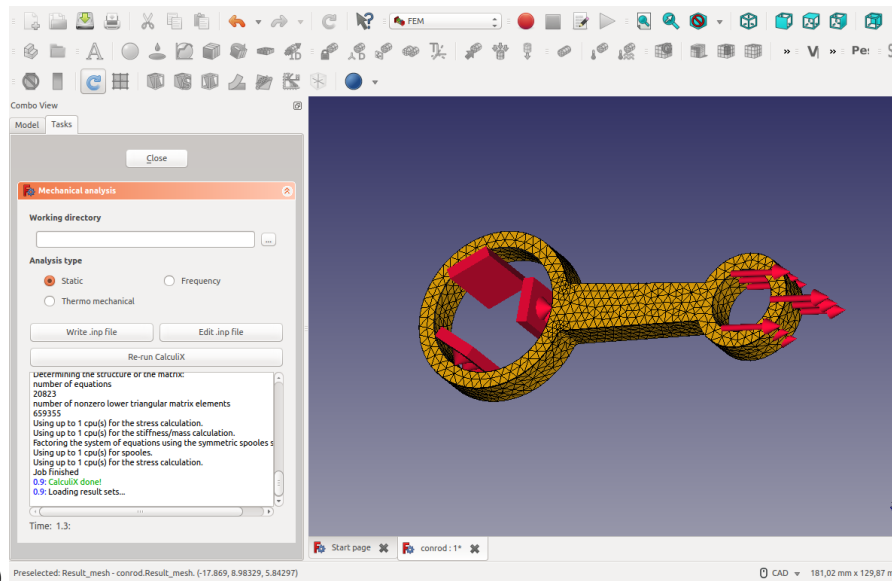 FEM
A
V
Pe:
Combo View
Model Tasks
Close
Mechanical analysis
Working directory
...
Analysis type
Static Frequency
Thermo mechanical
Write .inp file Edit .inp file
Re-run CalculiX
Determining the structure of the matrix:
number of equations
20823
number of nonzero lower triangular matrix elements
659355
Using up to 1 cpu(s) for the stress calculation.
Using up to 1 cpu(s) for the stiffness/mass calculation.
Factoring the system of equations using the symmetric spooles s
Using up to 1 cpu(s) for spooles.
Using up to 1 cpu(s) for the stress calculation.
Job finished
0.9: CalculiX done!
0.9: Loading result sets...
Time: 1.3:
Start page conrod : 1*
Preselected: Result_mesh - conrod.Result_mesh. (-17.869, 8.98329, 5.84297) CAD 181,02 mm x 129,87 m